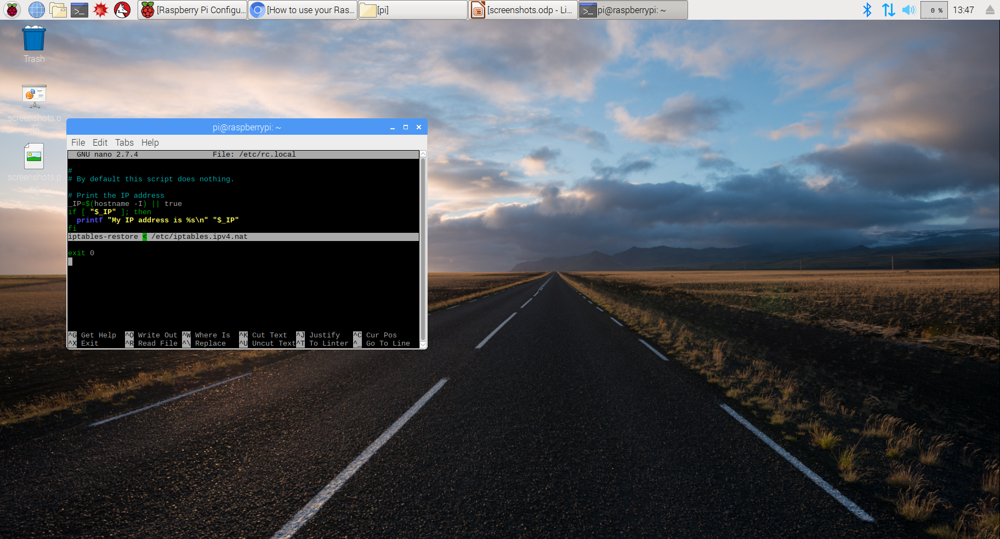 [Raspberry Pi Configu...
[How to use your Ras...
[pi]
[screenshots.odp - Li...
pi@raspberrypi: ~
0 %
13:47
Trash
screenshots.o
dp
screenshots.p
ng
pi@raspberrypi: ~
File Edit Tabs Help
GNU nano 2.7.4 File: /etc/rc.local
#
# By default this script does nothing.
# Print the IP address
_IP=$(hostname -I) || true
if [ "$_IP" ]; then
printf "My IP address is %s\n" "$_IP"
fi
iptables-restore < /etc/iptables.ipv4.nat
exit 0
^G Get Help ^O Write Out ^W Where Is ^K Cut Text ^J Justify ^C Cur Pos
^X Exit ^R Read File ^\ Replace ^U Uncut Text ^T To Linter ^_ Go To Line